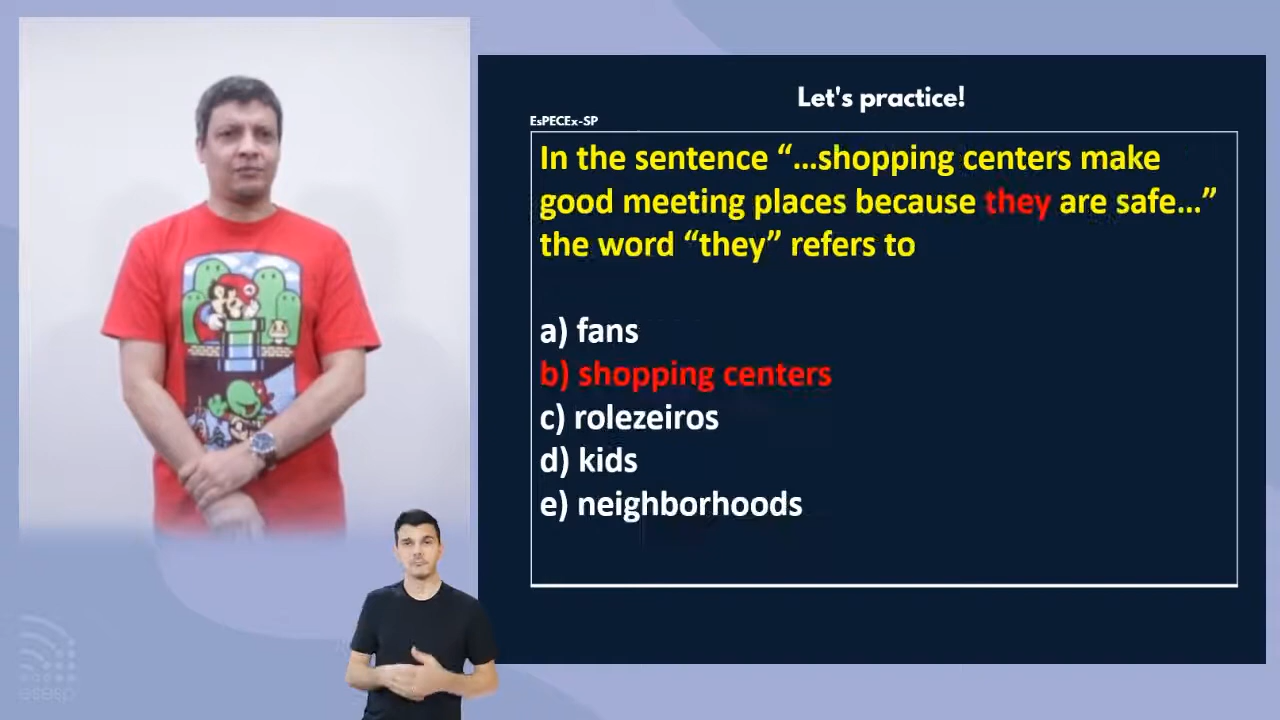 Let's practice!
EsPECEx-SP
In the sentence “...shopping centers make
good meeting places because they are safe...”
the word “they” refers to
a) fans
b) shopping centers
c) rolezeiros
d) kids
e) neighborhoods
esesp